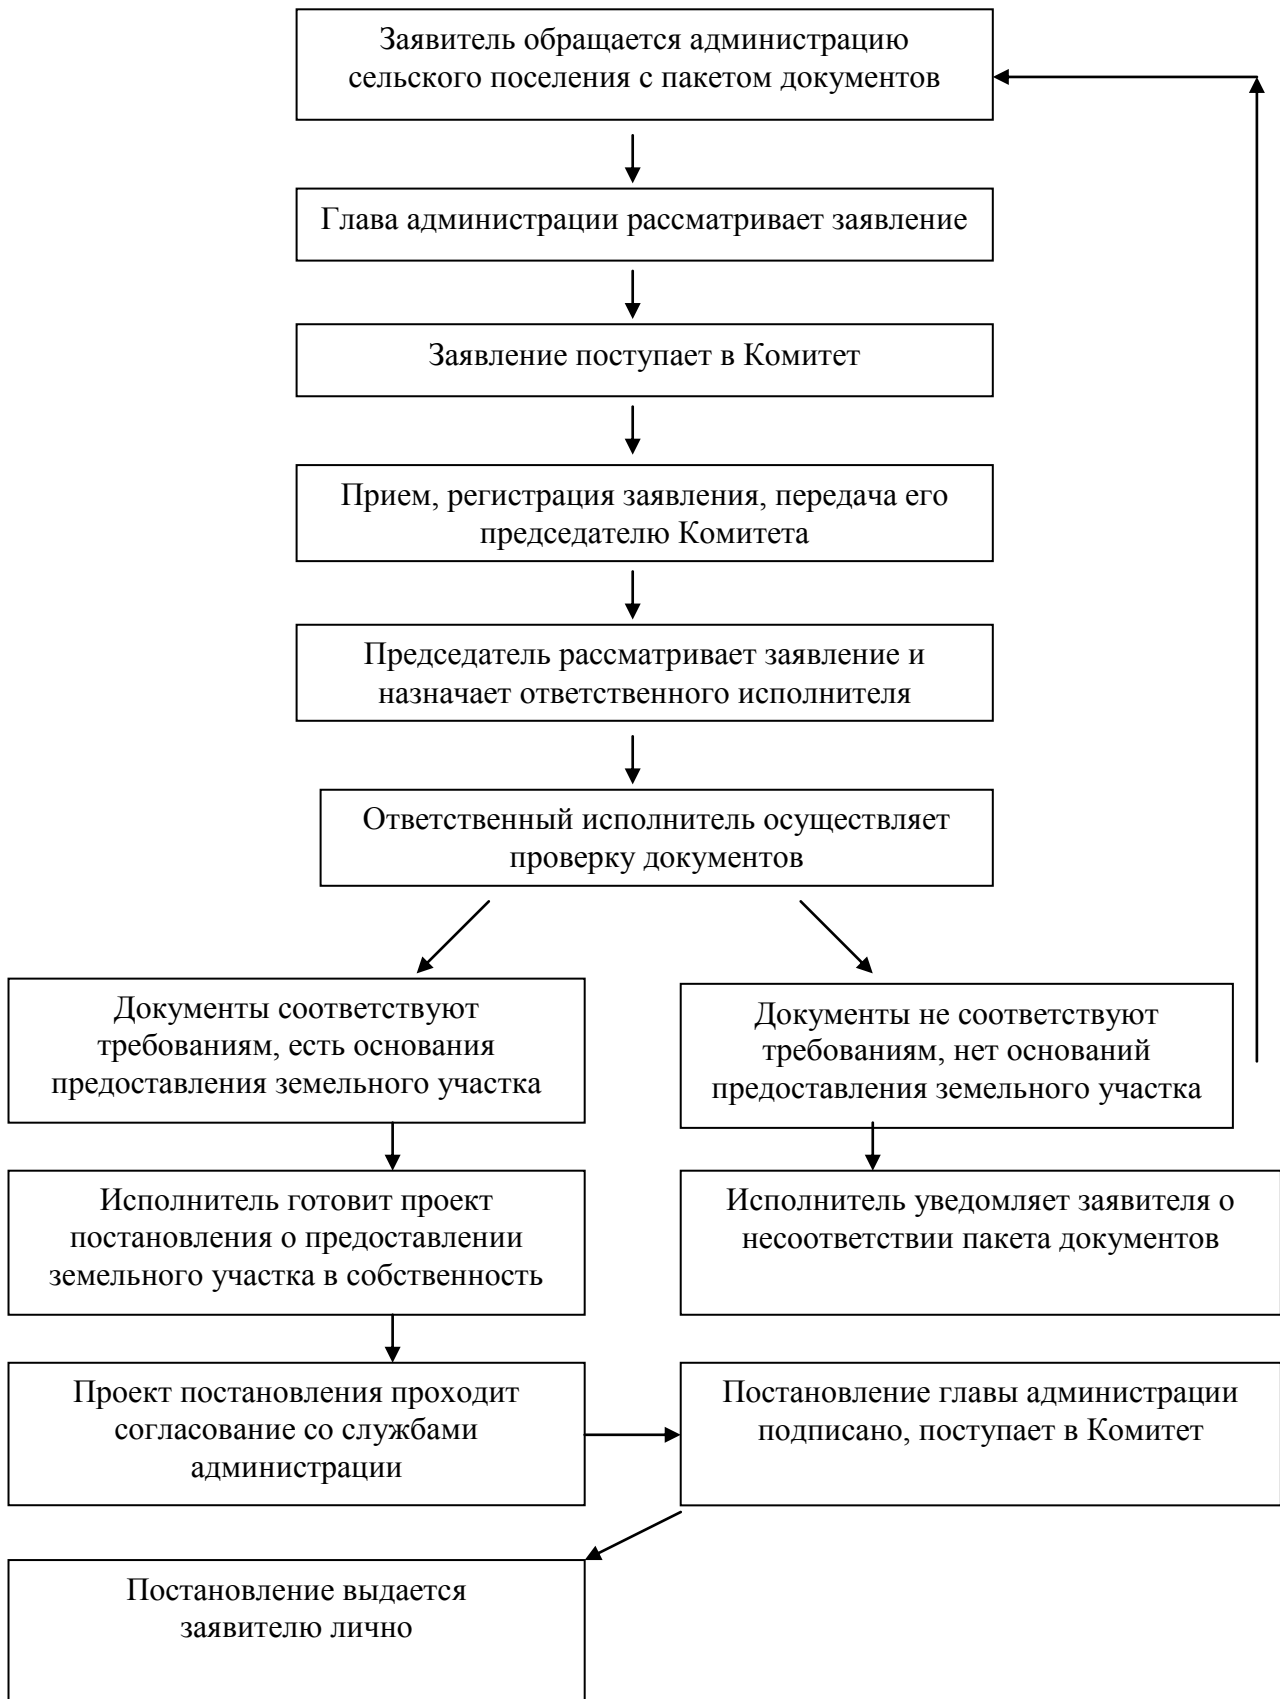 Заявитель обращается администрацию
сельского поселения с пакетом документов
Глава администрации рассматривает заявление
Заявление поступает в Комитет
Прием, регистрация заявления, передача его
председателю Комитета
Председатель рассматривает заявление и
назначает ответственного исполнителя
Ответственный исполнитель осуществляет
проверку документов
Документы соответствуют
требованиям, есть основания
предоставления земельного участка
Документы не соответствуют
требованиям, нет оснований
предоставления земельного участка
Исполнитель готовит проект
постановления о предоставлении
земельного участка в собственность
Исполнитель уведомляет заявителя о
несоответствии пакета документов
Проект постановления проходит
согласование со службами
администрации
Постановление главы администрации
подписано, поступает в Комитет
Постановление выдается
заявителю лично